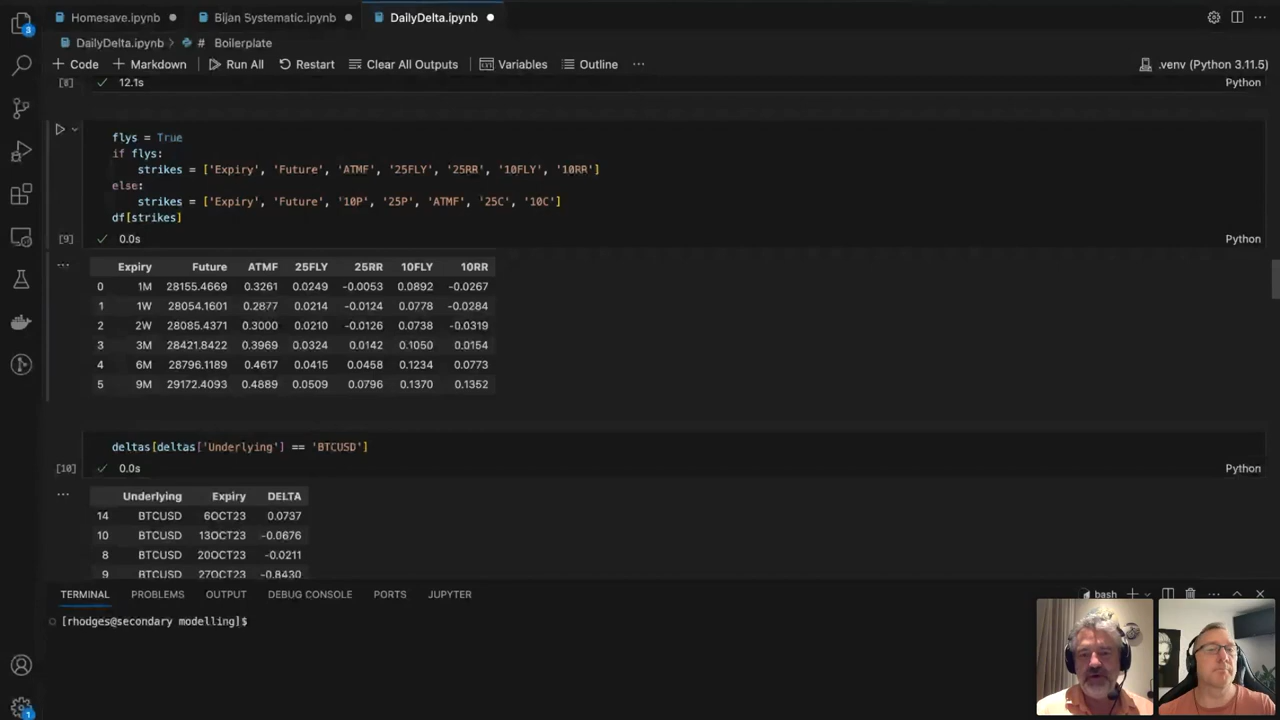 Homesave.ipynb Bijan Systematic.ipynb DailyDelta.ipynb
DailyDelta.ipynb # Boilerplate
Code Markdown Run All Restart Clear All Outputs Variables Outline ... .venv (Python 3.11.5)
[8] 12.1s Python
flys = True
if flys:
strikes = ['Expiry', 'Future', 'ATMF', '25FLY', '25RR', '10FLY', '10RR']
else:
strikes = ['Expiry', 'Future', '10P', '25P', 'ATMF', '25C', '10C']
df[strikes]
[9] 0.0s Python
... Expiry Future ATMF 25FLY 25RR 10FLY 10RR
0 1M 28155.4669 0.3261 0.0249 -0.0053 0.0892 -0.0267
1 1W 28054.1601 0.2877 0.0214 -0.0124 0.0778 -0.0284
2 2W 28085.4371 0.3000 0.0210 -0.0126 0.0738 -0.0319
3 3M 28421.8422 0.3969 0.0324 0.0142 0.1050 0.0154
4 6M 28796.1189 0.4617 0.0415 0.0458 0.1234 0.0773
5 9M 29172.4093 0.4889 0.0509 0.0796 0.1370 0.1352
deltas[deltas['Underlying'] == 'BTCUSD']
[10] 0.0s Python
... Underlying Expiry DELTA
14 BTCUSD 6OCT23 0.0737
10 BTCUSD 13OCT23 -0.0676
8 BTCUSD 20OCT23 -0.0211
9 BTCUSD 27OCT23 -0.8430
TERMINAL PROBLEMS OUTPUT DEBUG CONSOLE PORTS JUPYTER bash
[rhodges@secondary modelling]$
3
1